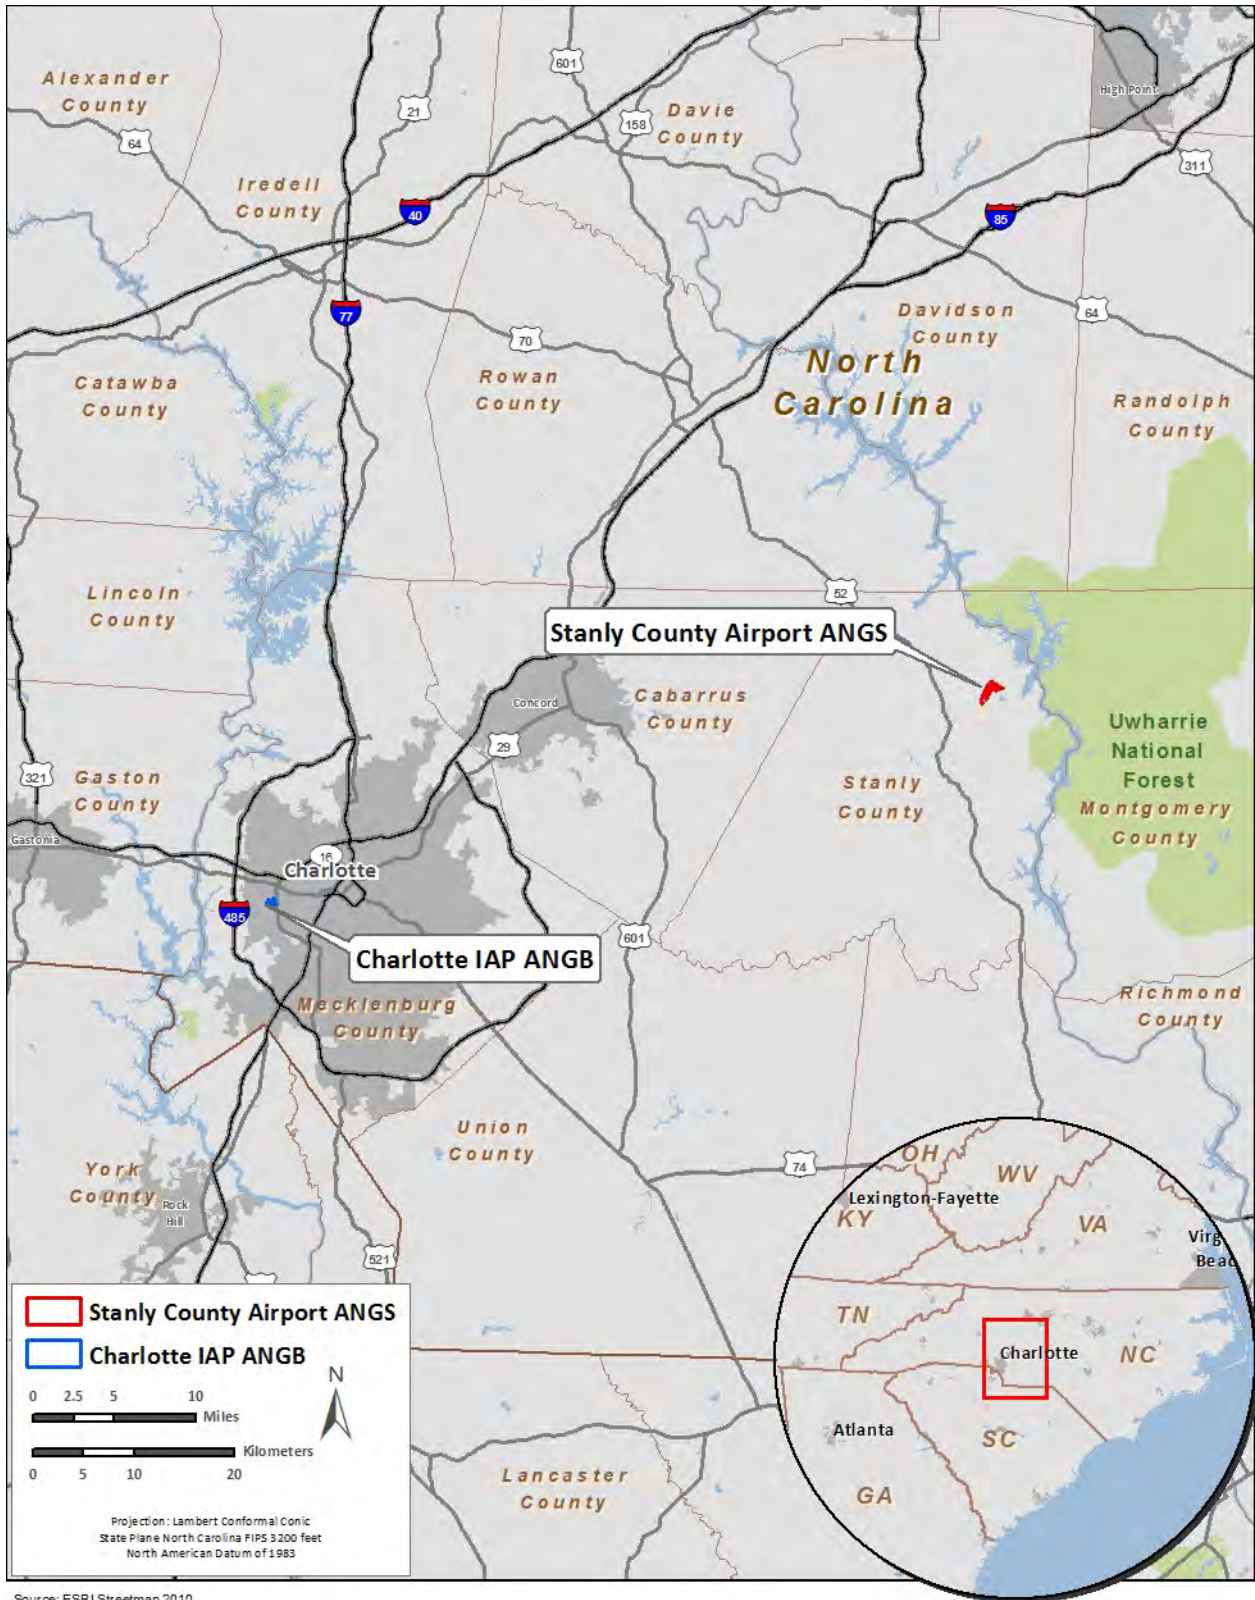 Alexander
County
601
21
High Point
Davie
County
158
64
311
Iredell
County
40
85
77
Davidson
County
64
70
North
Carolina
Rowan
County
Catawba
County
Randolph
County
52
Lincoln
County
Stanly County Airport ANGS
Cabarrus
County
Concord
29
Uwharrie
National
Forest
Gaston
County
321
Stanly
County
Montgomery
County
Gastonia
16
Charlotte
485
601
Charlotte IAP ANGB
Mecklenburg
County
Richmond
County
Union
County
74
York
County
Rock
Hill
521
OH
WV
Lexington-Fayette
KY
VA
Virg
Beac
TN
Charlotte
NC
Atlanta
SC
GA
Lancaster
County
Stanly County Airport ANGS
Charlotte IAP ANGB
N
0 2.5 5 10
Miles
Kilometers
0 5 10 20
Projection: Lambert Conformal Conic
State Plane North Carolina FIPS 3200 feet
North American Datum of 1983
Source: ESRI Streetmap 2010